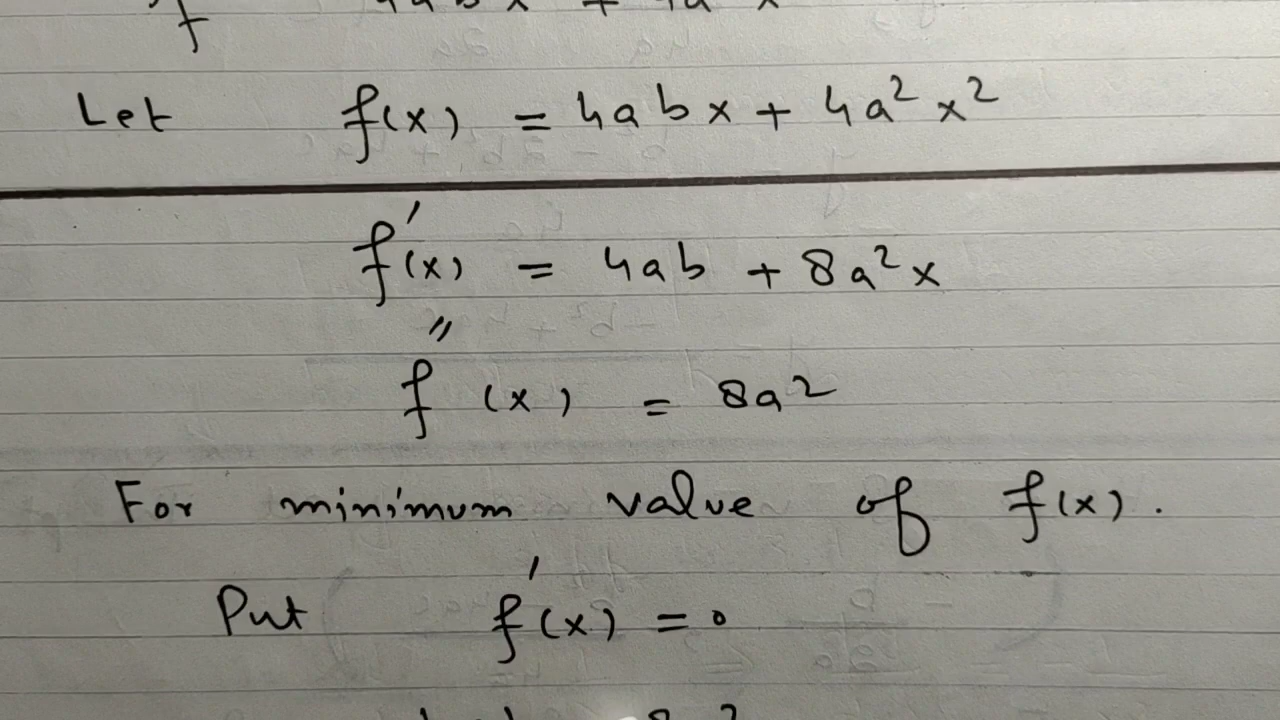 Let f(x) = 4abx + 4a²x²
f′(x) = 4ab + 8a²x
f″(x) = 8a²
For minimum value of f(x).
Put f′(x) = 0